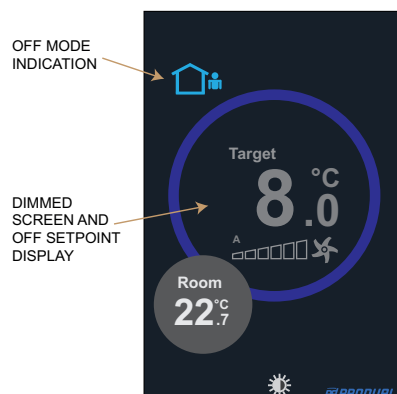 OFF MODE
INDICATION
Target
8.0 °C
DIMMED
SCREEN AND
OFF SETPOINT
DISPLAY
A
Room
22.7 °C